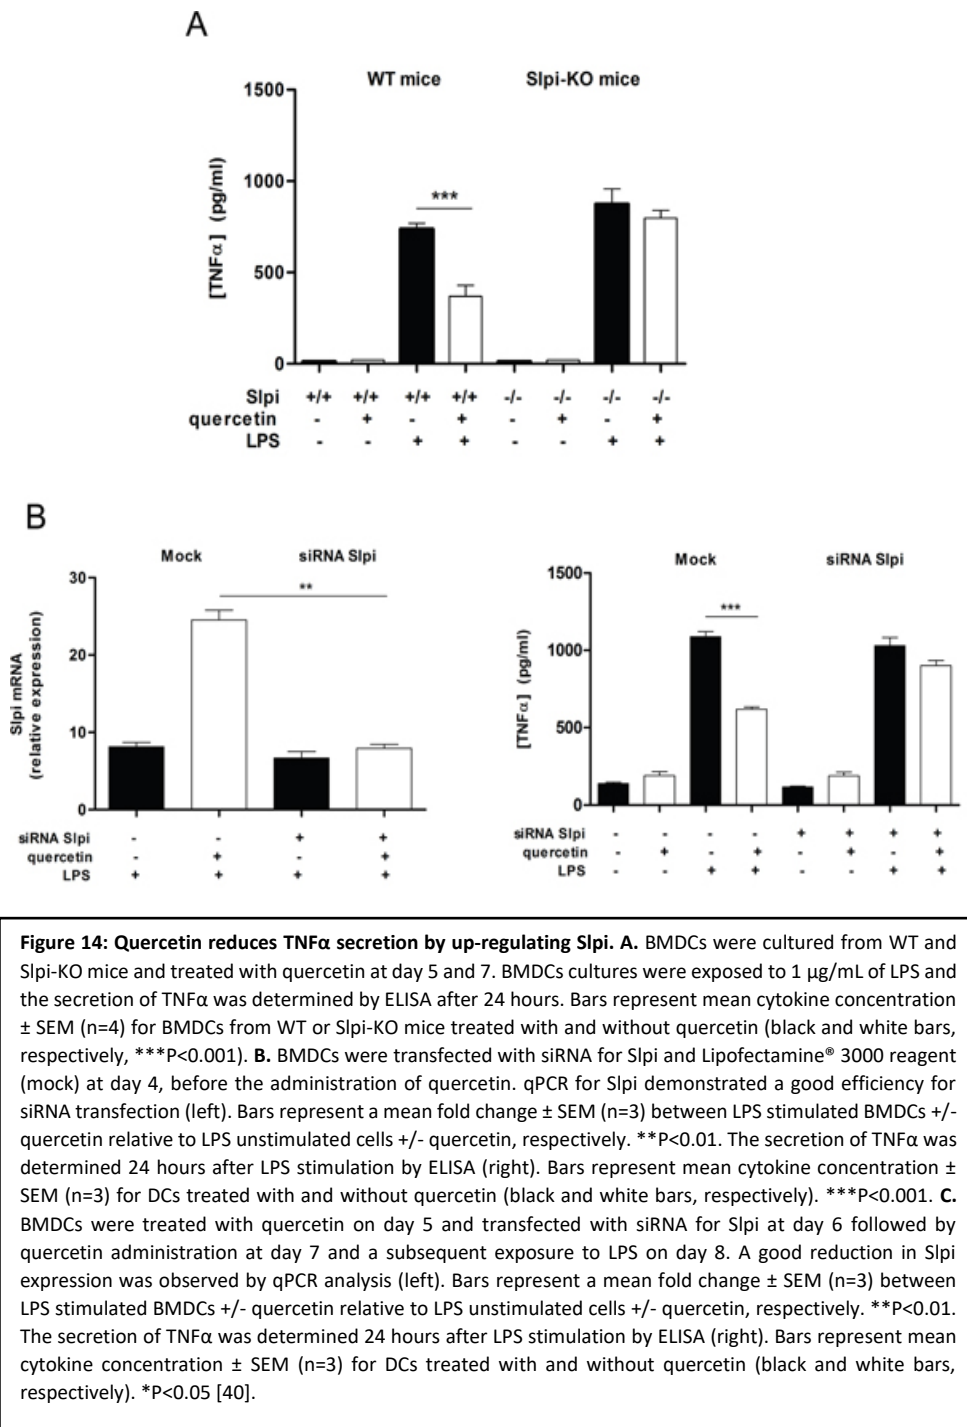 A
WT mice Slpi-KO mice
1500
1000
500
0
[TNFα] (pg/ml)
***
Slpi +/+ +/+ +/+ +/+ -/- -/- -/- -/-
quercetin - + - + - + - +
LPS - - + + - - + +
B
Mock siRNA Slpi
30
20
10
0
Slpi mRNA
(relative expression)
**
siRNA Slpi - - + +
quercetin - + - +
LPS + + + +
Mock siRNA Slpi
1500
1000
500
0
[TNFα] (pg/ml)
***
siRNA Slpi - - - - + + + +
quercetin - + - + - + - +
LPS - - + + - - + +
Figure 14: Quercetin reduces TNFα secretion by up-regulating Slpi. A. BMDCs were cultured from WT and
Slpi-KO mice and treated with quercetin at day 5 and 7. BMDCs cultures were exposed to 1 µg/mL of LPS and
the secretion of TNFα was determined by ELISA after 24 hours. Bars represent mean cytokine concentration
± SEM (n=4) for BMDCs from WT or Slpi-KO mice treated with and without quercetin (black and white bars,
respectively, ***P<0.001). B. BMDCs were transfected with siRNA for Slpi and Lipofectamine® 3000 reagent
(mock) at day 4, before the administration of quercetin. qPCR for Slpi demonstrated a good efficiency for
siRNA transfection (left). Bars represent a mean fold change ± SEM (n=3) between LPS stimulated BMDCs +/-
quercetin relative to LPS unstimulated cells +/- quercetin, respectively. **P<0.01. The secretion of TNFα was
determined 24 hours after LPS stimulation by ELISA (right). Bars represent mean cytokine concentration ±
SEM (n=3) for DCs treated with and without quercetin (black and white bars, respectively). ***P<0.001. C.
BMDCs were treated with quercetin on day 5 and transfected with siRNA for Slpi at day 6 followed by
quercetin administration at day 7 and a subsequent exposure to LPS on day 8. A good reduction in Slpi
expression was observed by qPCR analysis (left). Bars represent a mean fold change ± SEM (n=3) between
LPS stimulated BMDCs +/- quercetin relative to LPS unstimulated cells +/- quercetin, respectively. **P<0.01.
The secretion of TNFα was determined 24 hours after LPS stimulation by ELISA (right). Bars represent mean
cytokine concentration ± SEM (n=3) for DCs treated with and without quercetin (black and white bars,
respectively). *P<0.05 [40].